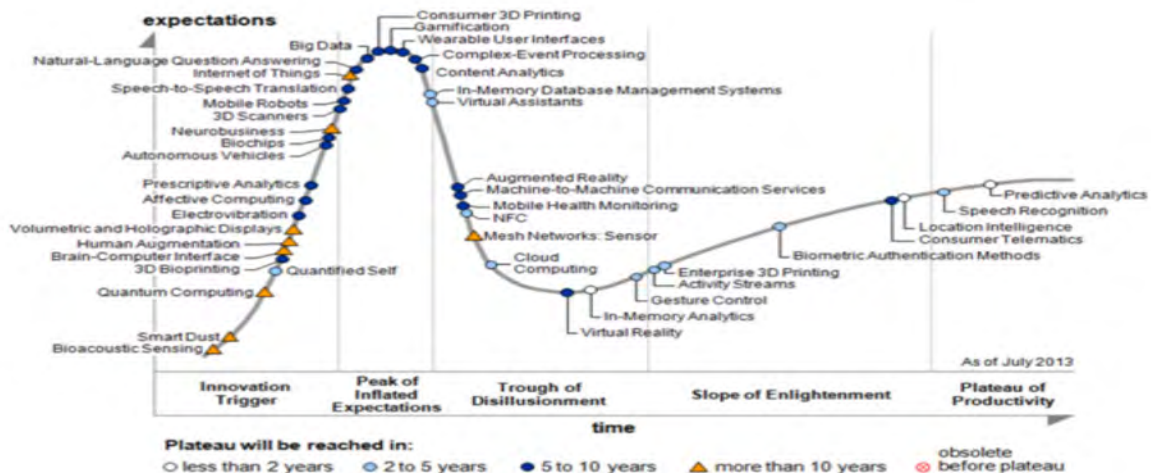 expectations
Consumer 3D Printing
Gamification
Wearable User Interfaces
Big Data
Complex-Event Processing
Natural-Language Question Answering
Content Analytics
Internet of Things
In-Memory Database Management Systems
Speech-to-Speech Translation
Virtual Assistants
Mobile Robots
3D Scanners
Neurobusiness
Biochips
Autonomous Vehicles
Augmented Reality
Prescriptive Analytics
Machine-to-Machine Communication Services
Affective Computing
Mobile Health Monitoring
Electrovibration
NFC
Volumetric and Holographic Displays
Mesh Networks: Sensor
Human Augmentation
Brain-Computer Interface
3D Bioprinting
Quantified Self
Cloud
Computing
Quantum Computing
Smart Dust
Bioacoustic Sensing
Predictive Analytics
Speech Recognition
Location Intelligence
Consumer Telematics
Biometric Authentication Methods
Enterprise 3D Printing
Activity Streams
Gesture Control
In-Memory Analytics
Virtual Reality
As of July 2013
Innovation
Trigger
Peak of
Inflated
Expectations
Trough of
Disillusionment
Slope of Enlightenment
Plateau of
Productivity
time
Plateau will be reached in:
less than 2 years
2 to 5 years
5 to 10 years
more than 10 years
obsolete
before plateau